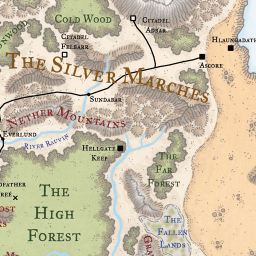 COLD WOOD
CITADEL
ADBAR
CITADEL
FELBARR
HLAUNGADATH
ASCORE
THE SILVER MARCHES
SUNDABAR
NETHER MOUNTAINS
EVERLUND
RIVER RAUVIN
HELLGATE
KEEP
THE
FAR
FOREST
THE
HIGH
FOREST
THE
FALLEN
LANDS